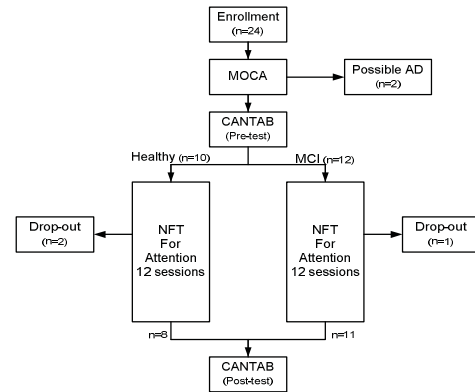 Enrollment
(n=24)
MOCA
Possible AD
(n=2)
CANTAB
(Pre-test)
Healthy (n=10)
MCI (n=12)
Drop-out
(n=2)
NFT
For
Attention
12 sessions
NFT
For
Attention
12 sessions
Drop-out
(n=1)
n=8
n=11
CANTAB
(Post-test)